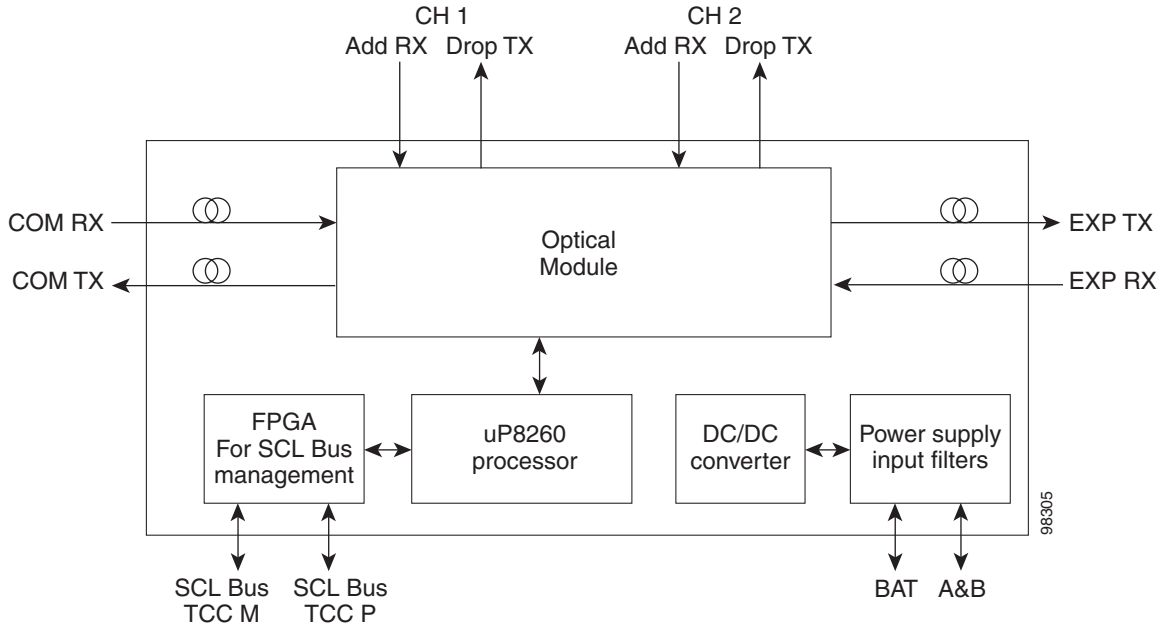 CH 1
CH 2
Add RX
Drop TX
Add RX
Drop TX
COM RX
COM TX
Optical
Module
EXP TX
EXP RX
FPGA
For SCL Bus
management
uP8260
processor
DC/DC
converter
Power supply
input filters
98305
SCL Bus
TCC M
SCL Bus
TCC P
BAT
A&B